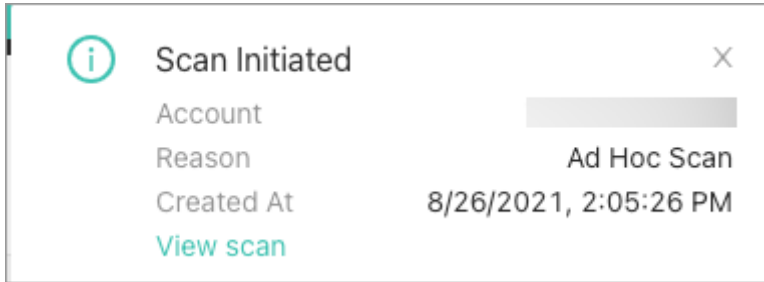 Scan Initiated
Account
Reason Ad Hoc Scan
Created At 8/26/2021, 2:05:26 PM
View scan